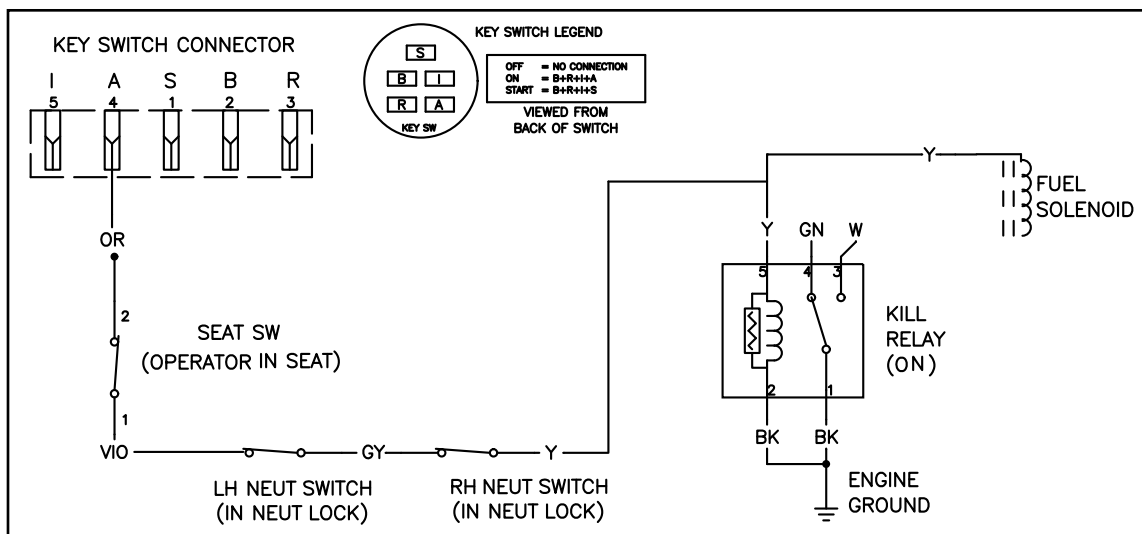 KEY SWITCH CONNECTOR
I A S B R
5 4 1 2 3
KEY SWITCH LEGEND
S
B I
R A
KEY SW
OFF = NO CONNECTION
ON = B+R+I+A
START = B+R+I+S
VIEWED FROM
BACK OF SWITCH
OR
2
SEAT SW
(OPERATOR IN SEAT)
1
VIO
GY
Y
LH NEUT SWITCH
(IN NEUT LOCK)
RH NEUT SWITCH
(IN NEUT LOCK)
Y
FUEL
SOLENOID
Y GN W
5 4 3
KILL
RELAY
(ON)
2 1
BK BK
ENGINE
GROUND